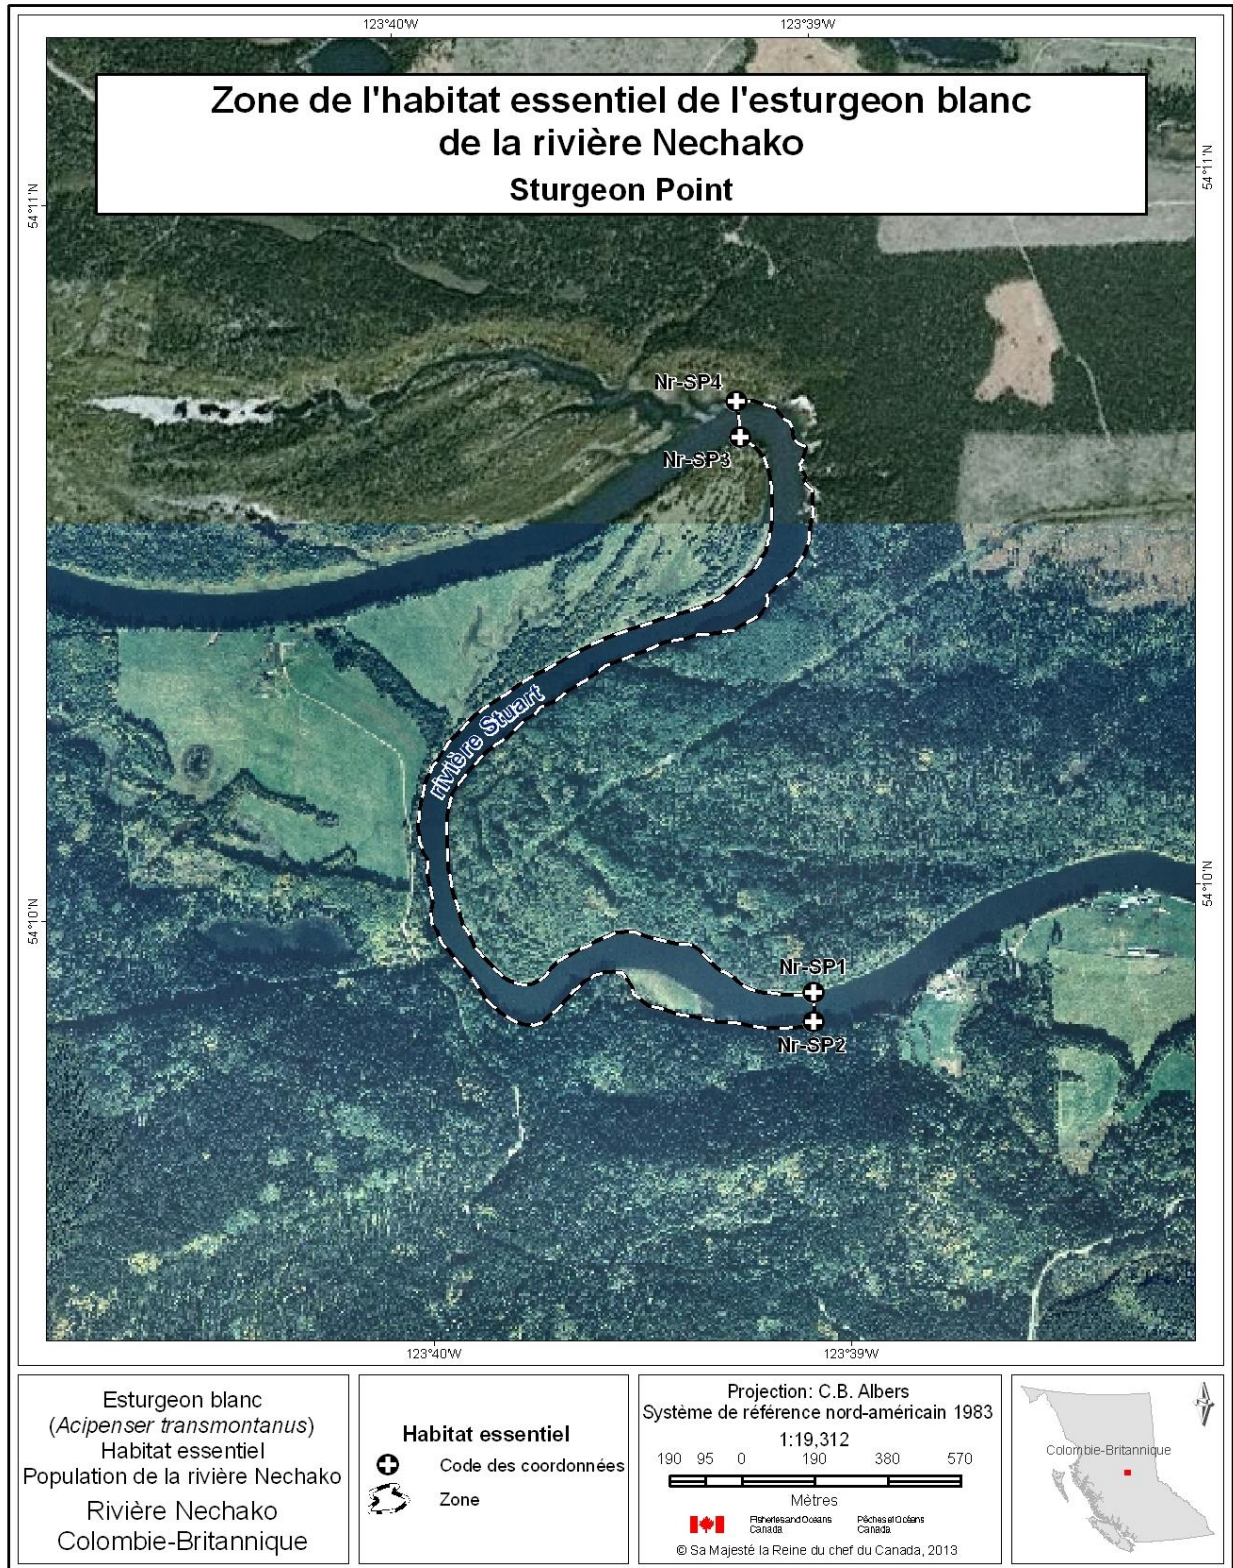 123°40'W
123°39'W
Zone de l'habitat essentiel de l'esturgeon blanc
de la rivière Nechako
Sturgeon Point
54°11'N
54°11'N
Nr-SP4
Nr-SP3
rivière Stuart
54°10'N
54°10'N
Nr-SP1
Nr-SP2
123°40'W
123°39'W
Esturgeon blanc
(Acipenser transmontanus)
Habitat essentiel
Population de la rivière Nechako
Rivière Nechako
Colombie-Britannique
Habitat essentiel
Code des coordonnées
Zone
Projection: C.B. Albers
Système de référence nord-américain 1983
1:19,312
190 95 0 190 380 570
Mètres
Fisheries and Oceans
Canada
Pêches et Océans
Canada
© Sa Majesté la Reine du chef du Canada, 2013
Colombie-Britannique